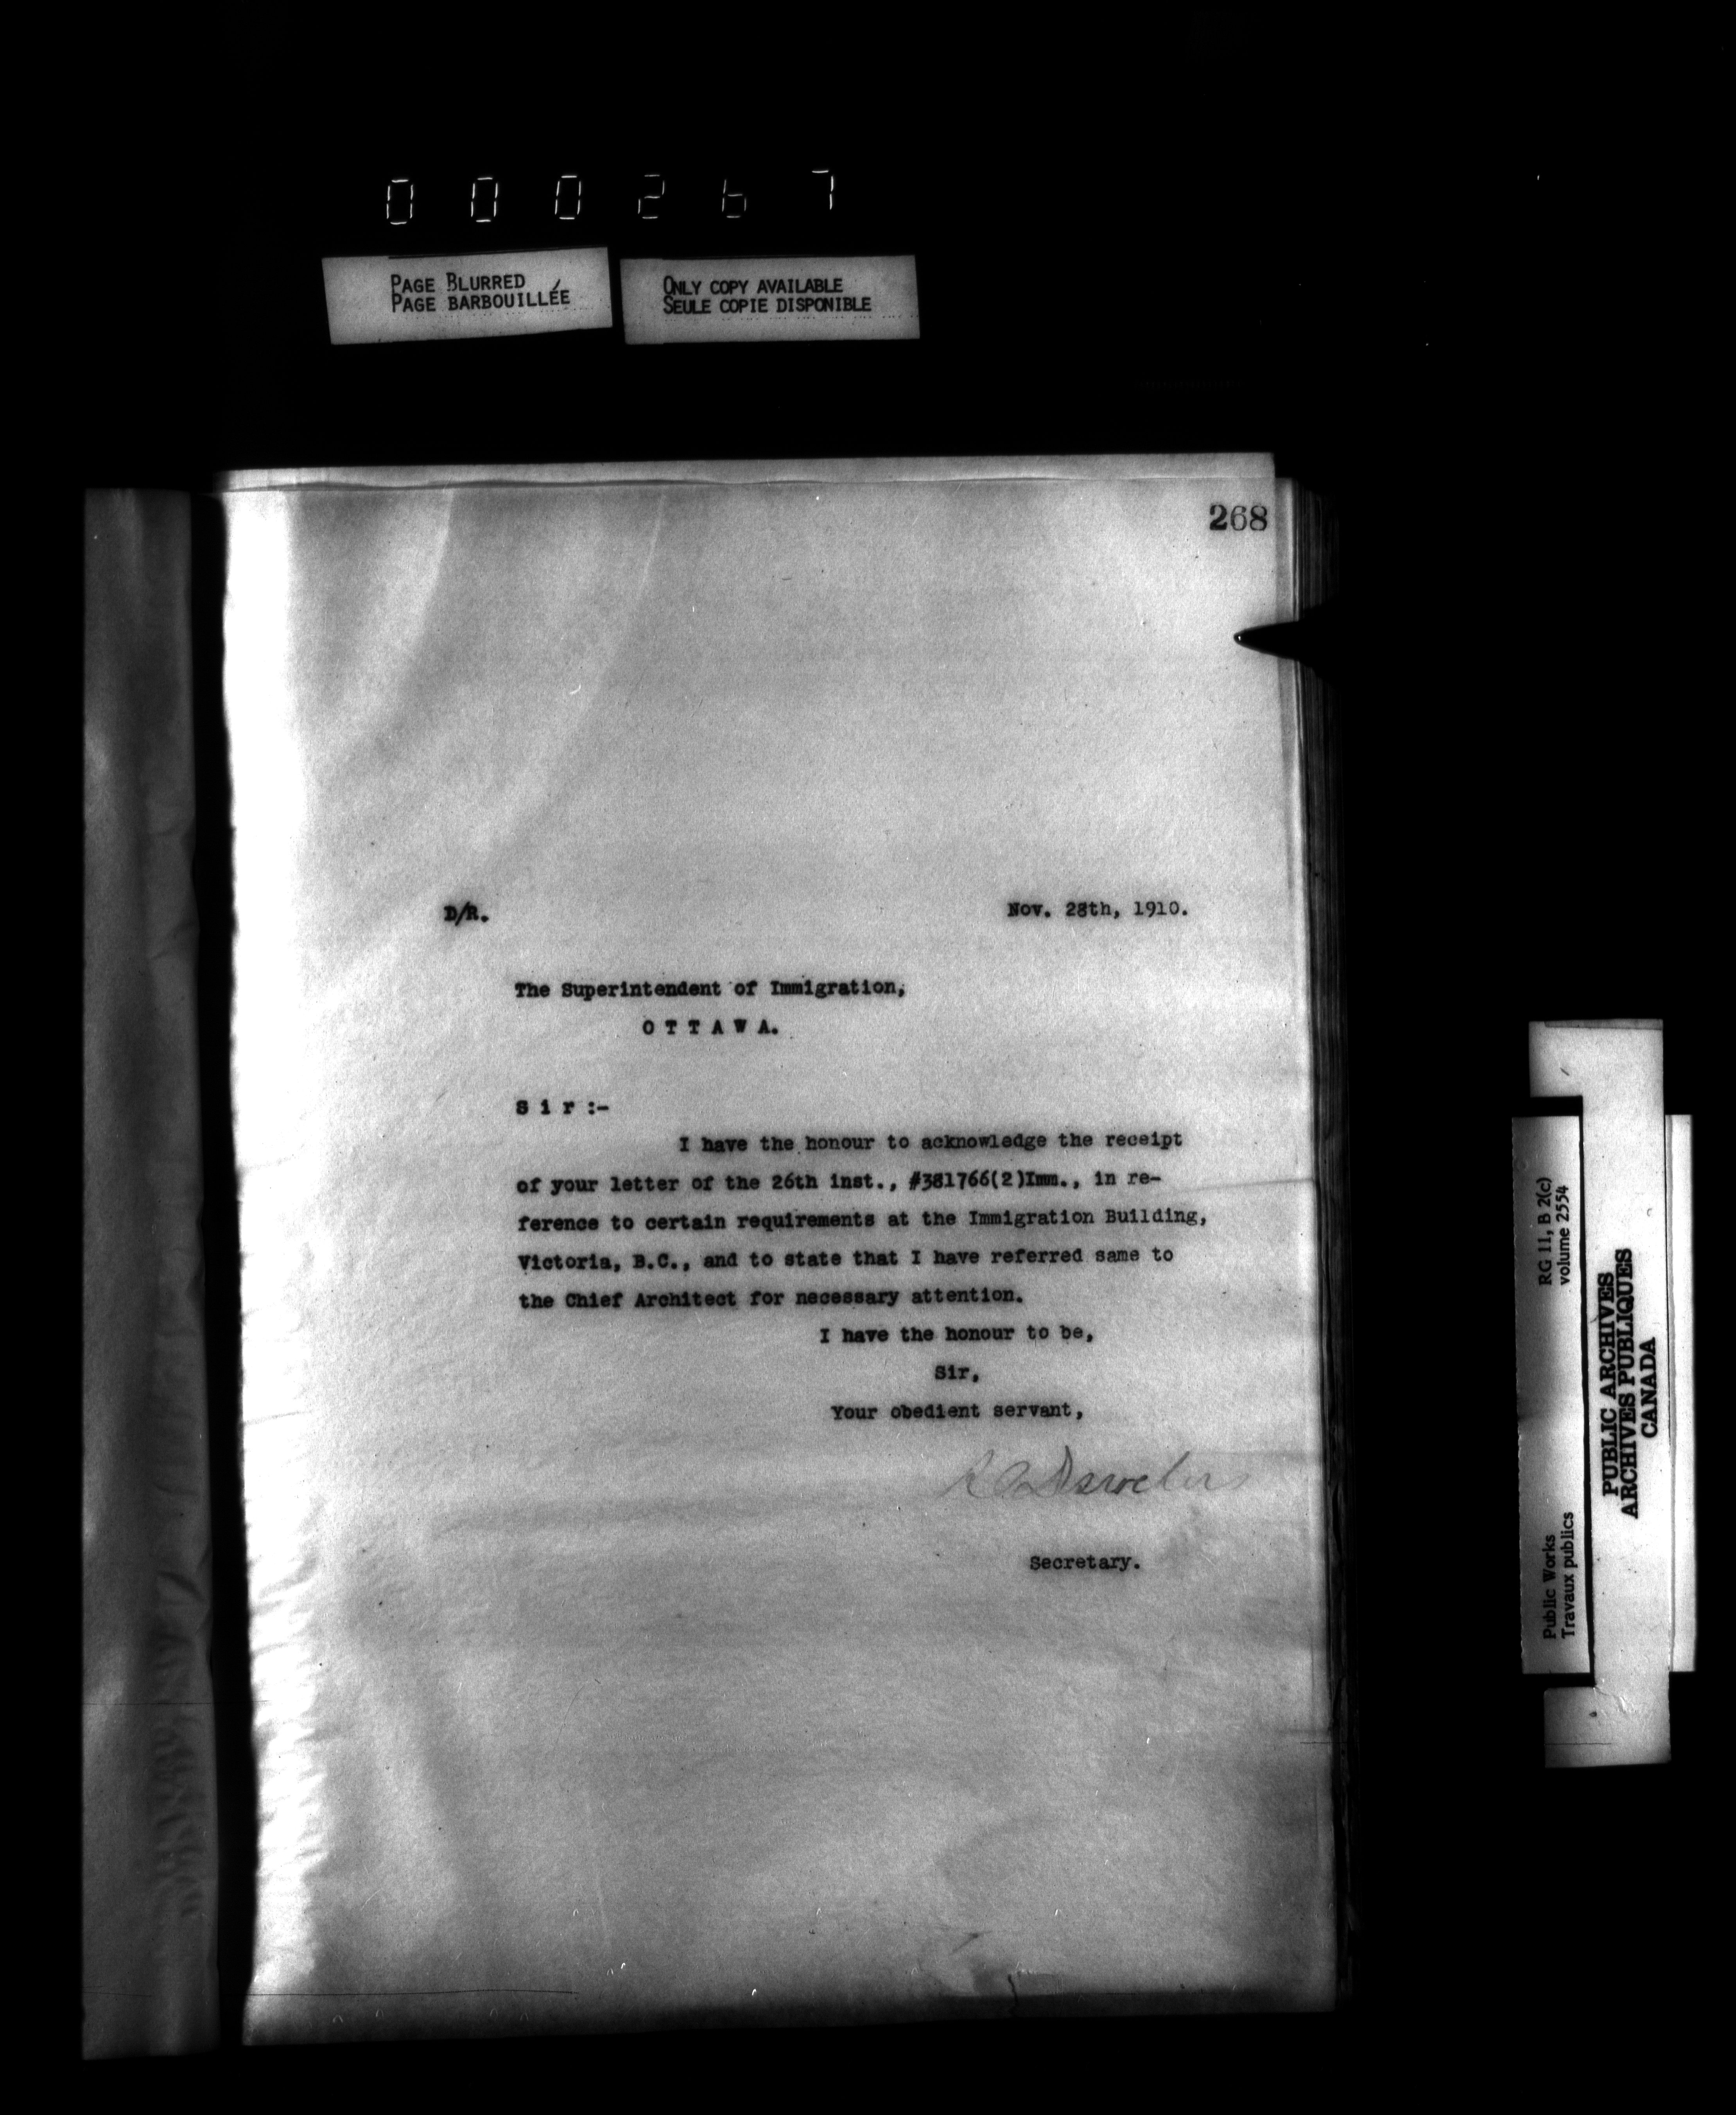 000267
PAGE BLURRED
PAGE BARBOUILLÉE
ONLY COPY AVAILABLE
SEULE COPIE DISPONIBLE
268
D/R.
Nov. 28th, 1910.
The Superintendent of Immigration,
O T T A W A.
S i r :-
I have the honour to acknowledge the receipt
of your letter of the 26th inst., #381766(2)Imm., in re-
ference to certain requirements at the Immigration Building,
Victoria, B.C., and to state that I have referred same to
the Chief Architect for necessary attention.
I have the honour to be,
Sir,
Your obedient servant,
Secretary.
Public Works
Travaux publics
RG 11, B 2(c)
volume 2554
PUBLIC ARCHIVES
ARCHIVES PUBLIQUES
CANADA